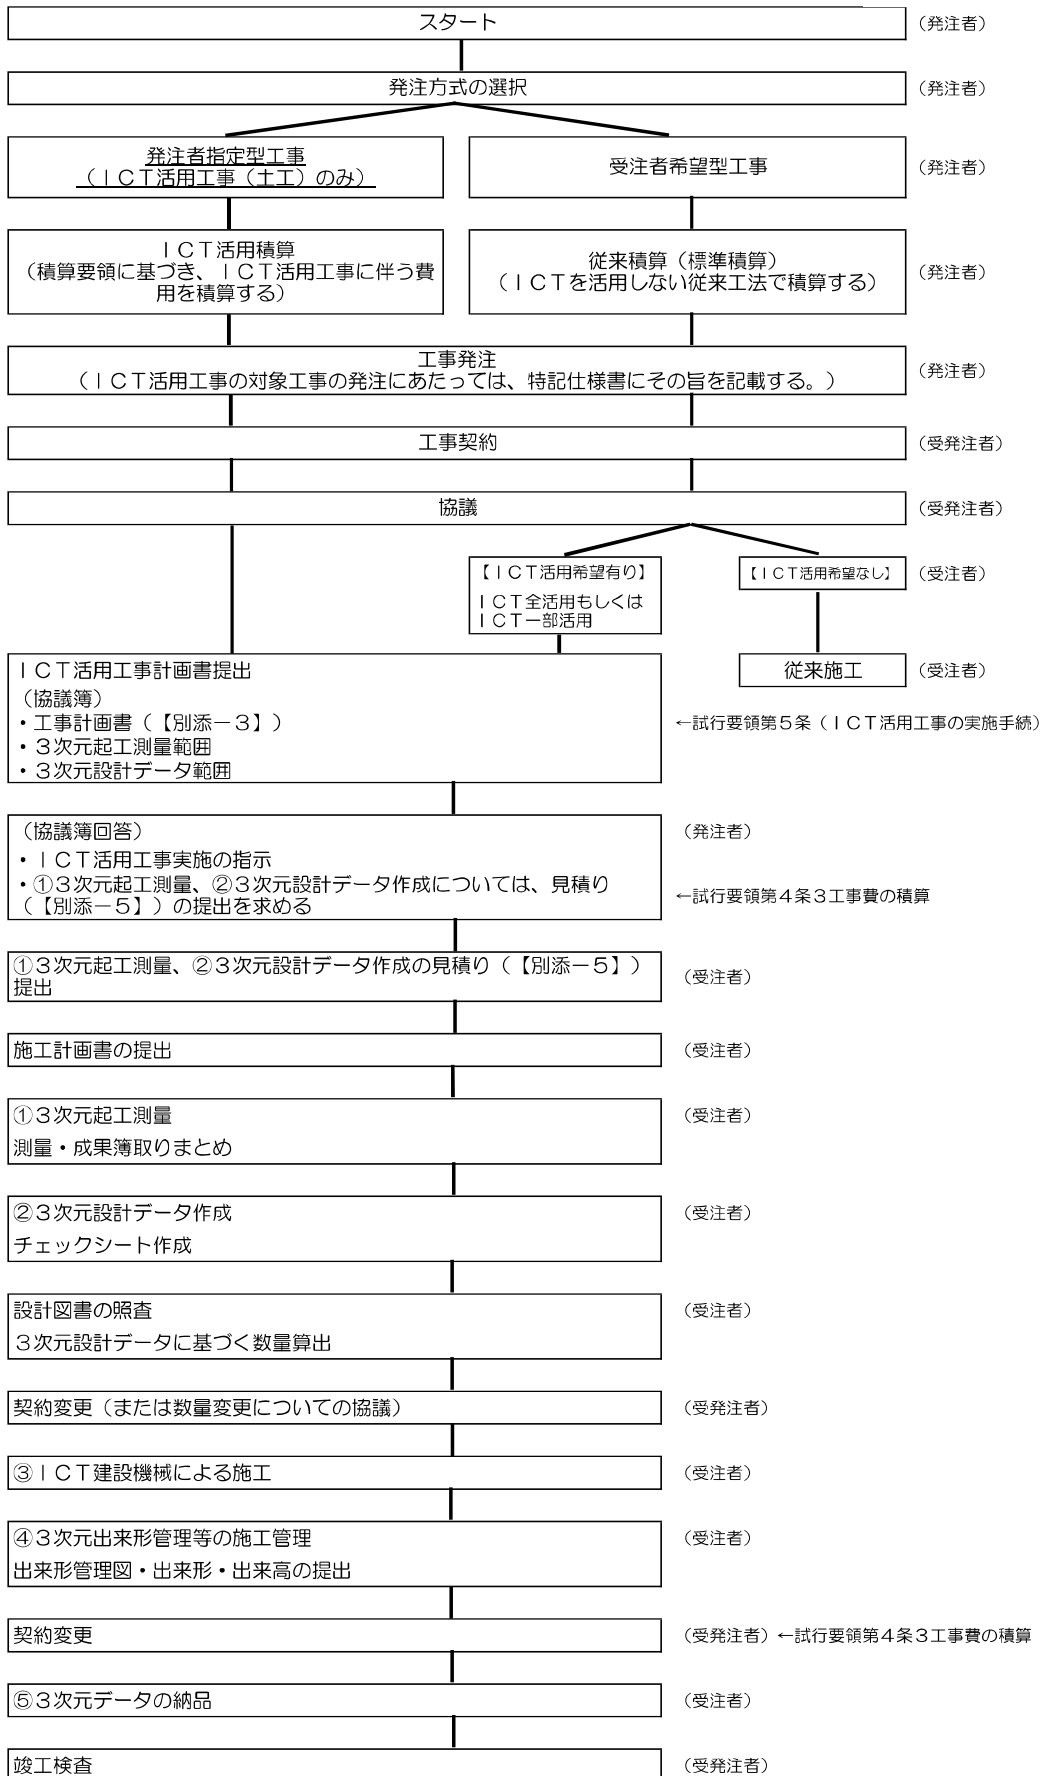 スタート
（発注者）
発注方式の選択
（発注者）
発注者指定型工事
（ＩＣＴ活用工事（土工）のみ）
受注者希望型工事
（発注者）
ＩＣＴ活用積算
（積算要領に基づき、ＩＣＴ活用工事に伴う費
用を積算する）
従来積算（標準積算）
（ＩＣＴを活用しない従来工法で積算する）
（発注者）
工事発注
（ＩＣＴ活用工事の対象工事の発注にあたっては、特記仕様書にその旨を記載する。）
（発注者）
工事契約
（受発注者）
協議
（受発注者）
【ＩＣＴ活用希望有り】
ＩＣＴ全活用もしくは
ＩＣＴ一部活用
【ＩＣＴ活用希望なし】
（受注者）
従来施工
（受注者）
ＩＣＴ活用工事計画書提出
（協議簿）
・工事計画書（【別添－３】）
・３次元起工測量範囲
・３次元設計データ範囲
←試行要領第５条（ＩＣＴ活用工事の実施手続）
（協議簿回答）
（発注者）
・ＩＣＴ活用工事実施の指示
・①３次元起工測量、②３次元設計データ作成については、見積り
（【別添－５】）の提出を求める
←試行要領第４条３工事費の積算
①３次元起工測量、②３次元設計データ作成の見積り（【別添－５】）
提出
（受注者）
施工計画書の提出
（受注者）
①３次元起工測量
（受注者）
測量・成果簿取りまとめ
②３次元設計データ作成
（受注者）
チェックシート作成
設計図書の照査
（受注者）
３次元設計データに基づく数量算出
契約変更（または数量変更についての協議）
（受発注者）
③ＩＣＴ建設機械による施工
（受注者）
④３次元出来形管理等の施工管理
（受注者）
出来形管理図・出来形・出来高の提出
契約変更
（受発注者）←試行要領第４条３工事費の積算
⑤３次元データの納品
（受注者）
竣工検査
（受発注者）